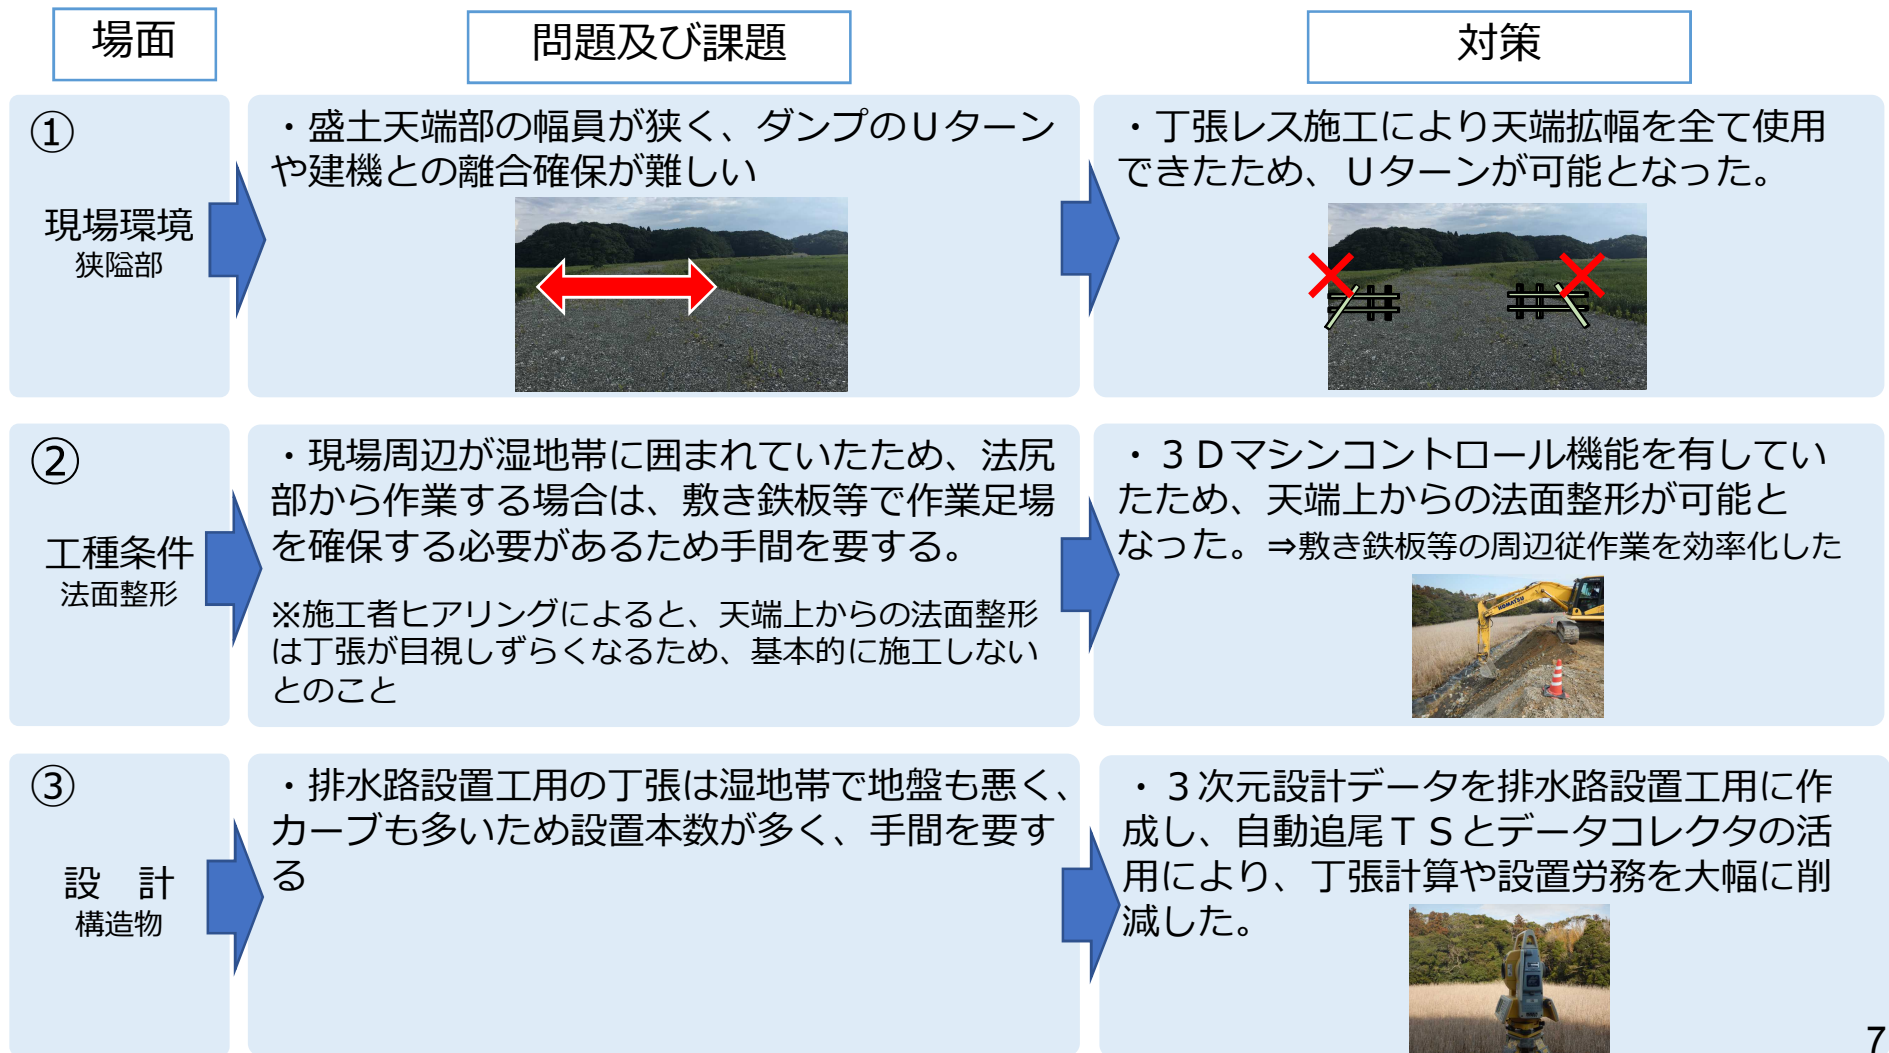 場面
問題及び課題
対策
①
現場環境
狭隘部
・盛土天端部の幅員が狭く、ダンプのUターン
や建機との離合確保が難しい
・丁張レス施工により天端拡幅を全て使用
できたため、Uターンが可能となった。
②
工種条件
法面整形
・現場周辺が湿地帯に囲まれていたため、法尻
部から作業する場合は、敷き鉄板等で作業足場
を確保する必要があるため手間を要する。
※施工者ヒアリングによると、天端上からの法面整形
は丁張が目視しずらくなるため、基本的に施工しない
とのこと
・３Ｄマシンコントロール機能を有してい
たため、天端上からの法面整形が可能と
なった。⇒敷き鉄板等の周辺従作業を効率化した
KOMATSU
③
設　計
構造物
・排水路設置工用の丁張は湿地帯で地盤も悪く、
カーブも多いため設置本数が多く、手間を要す
る
・３次元設計データを排水路設置工用に作
成し、自動追尾ＴＳとデータコレクタの活
用により、丁張計算や設置労務を大幅に削
減した。
7